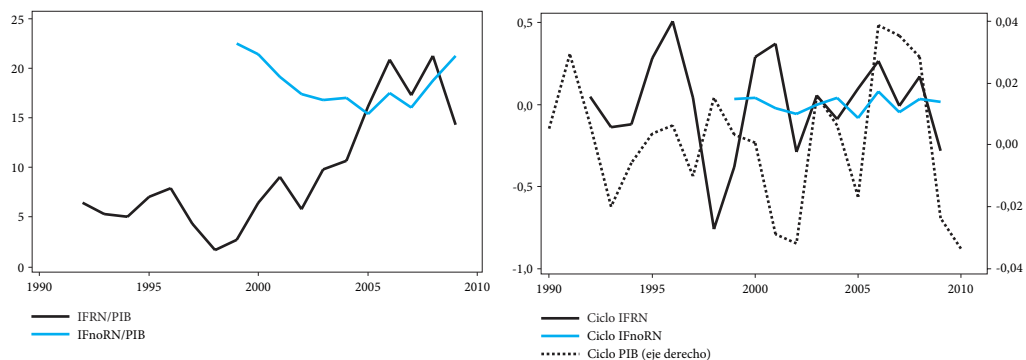 25
20
15
10
5
0
1990 1995 2000 2005 2010
IFRN/PIB
IFnoRN/PIB
0,5
0,0
-0,5
-1,0
0,04
0,02
0,00
-0,02
-0,04
1990 1995 2000 2005 2010
Ciclo IFRN
Ciclo IFnoRN
Ciclo PIB (eje derecho)